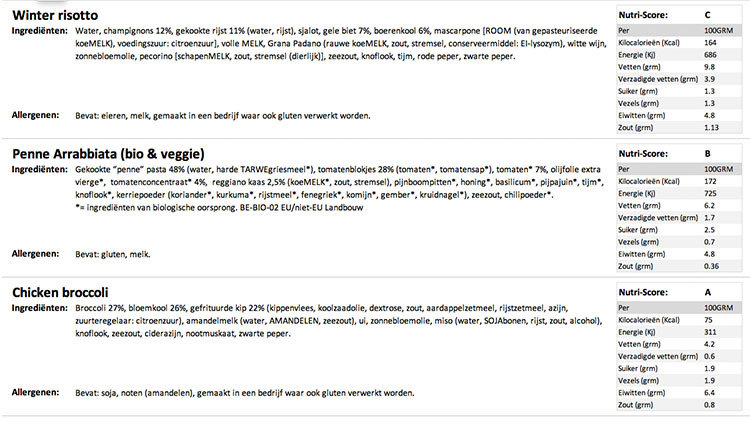 Winter risotto
Ingrediënten: Water, champignons 12%, gekookte rijst 11% (water, rijst), sjalot, gele biet 7%, boerenkool 6%, mascarpone [ROOM (van gepasteuriseerde
koeMELK), voedingszuur: citroenzuur], volle MELK, Grana Padano (rauwe koeMELK, zout, stremsel, conserveermiddel: EI-lysozym), witte wijn,
zonnebloemolie, pecorino [schapenMELK, zout, stremsel (dierlijk)], zeezout, knoflook, tijm, rode peper, zwarte peper.
Allergenen: Bevat: eieren, melk, gemaakt in een bedrijf waar ook gluten verwerkt worden.
Nutri-Score: C
Per 100GRM
Kilocalorieën (Kcal) 164
Energie (Kj) 686
Vetten (grm) 9.8
Verzadigde vetten (grm) 3.9
Suiker (grm) 1.3
Vezels (grm) 1.3
Eiwitten (grm) 4.8
Zout (grm) 1.13
Penne Arrabbiata (bio & veggie)
Ingrediënten: Gekookte "penne" pasta 48% (water, harde TARWEgriesmeel*), tomatenblokjes 28% (tomaten*, tomatensap*), tomaten* 7%, olijfolie extra
vierge*, tomatenconcentraat* 4%, reggiano kaas 2,5% (koeMELK*, zout, stremsel), pijnboompitten*, honing*, basilicum*, pijpajuin*, tijm*,
knoflook*, kerriepoeder (koriander*, kurkuma*, rijstmeel*, fenegriek*, komijn*, gember*, kruidnagel*), zeezout, chilipoeder*.
*= ingrediënten van biologische oorsprong. BE-BIO-02 EU/niet-EU Landbouw
Allergenen: Bevat: gluten, melk.
Nutri-Score: B
Per 100GRM
Kilocalorieën (Kcal) 172
Energie (Kj) 725
Vetten (grm) 6.2
Verzadigde vetten (grm) 1.7
Suiker (grm) 2.5
Vezels (grm) 0.7
Eiwitten (grm) 4.8
Zout (grm) 0.36
Chicken broccoli
Ingrediënten: Broccoli 27%, bloemkool 26%, gefrituurde kip 22% (kippenvlees, koolzaadolie, dextrose, zout, aardappelzetmeel, rijstzetmeel, azijn,
zuurteregelaar: citroenzuur), amandelmelk (water, AMANDELEN, zeezout), ui, zonnebloemolie, miso (water, SOJAbonen, rijst, zout, alcohol),
knoflook, zeezout, ciderazijn, nootmuskaat, zwarte peper.
Allergenen: Bevat: soja, noten (amandelen), gemaakt in een bedrijf waar ook gluten verwerkt worden.
Nutri-Score: A
Per 100GRM
Kilocalorieën (Kcal) 75
Energie (Kj) 311
Vetten (grm) 4.2
Verzadigde vetten (grm) 0.6
Suiker (grm) 1.9
Vezels (grm) 1.9
Eiwitten (grm) 6.4
Zout (grm) 0.8